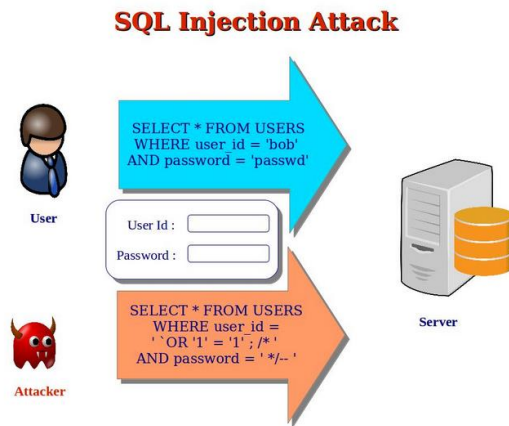 SQL Injection Attack
SELECT * FROM USERS
WHERE user_id = 'bob'
AND password = 'passwd'
User
User Id :
Password :
SELECT * FROM USERS
WHERE user_id =
' `OR '1' = '1' ; /* '
AND password = ' */-- '
Server
Attacker